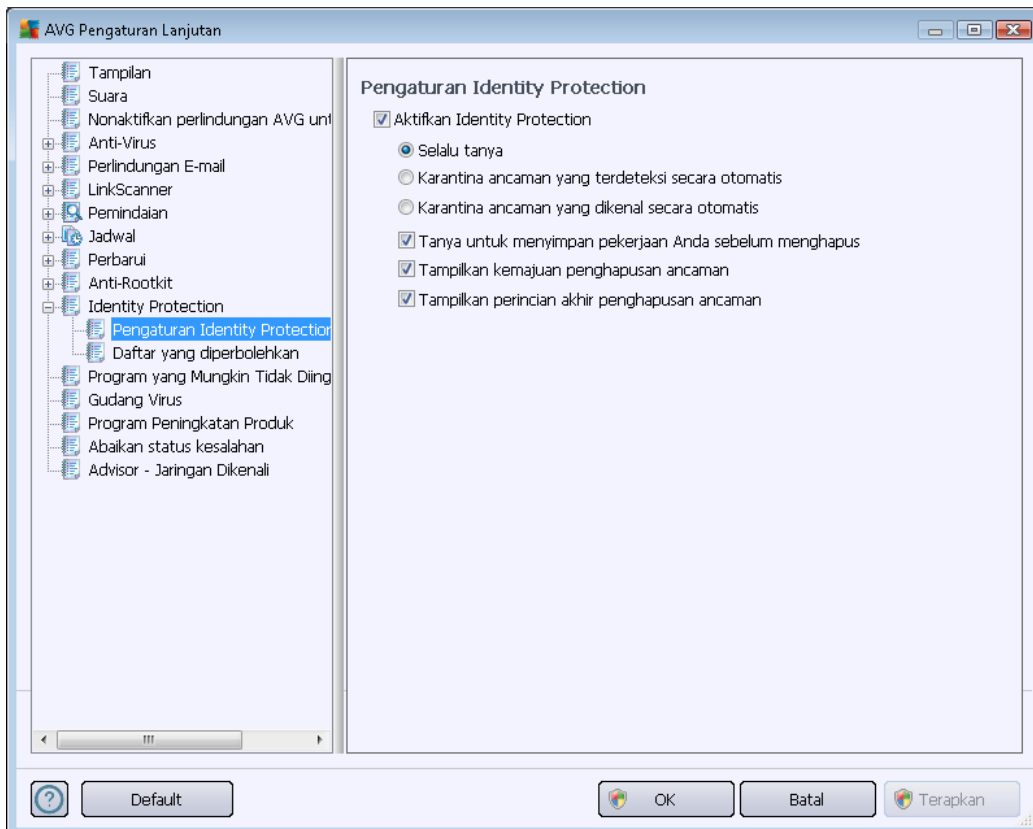 AVG Pengaturan Lanjutan
Tampilan
Suara
Nonaktifkan perlindungan AVG unt
Anti-Virus
Perlindungan E-mail
LinkScanner
Pemindaian
Jadwal
Perbarui
Anti-Rootkit
Identity Protection
Pengaturan Identity Protection
Daftar yang diperbolehkan
Program yang Mungkin Tidak Diing
Gudang Virus
Program Peningkatan Produk
Abaikan status kesalahan
Advisor - Jaringan Dikenali
Pengaturan Identity Protection
Aktifkan Identity Protection
Selalu tanya
Karantina ancaman yang terdeteksi secara otomatis
Karantina ancaman yang dikenal secara otomatis
Tanya untuk menyimpan pekerjaan Anda sebelum menghapus
Tampilkan kemajuan penghapusan ancaman
Tampilkan perincian akhir penghapusan ancaman
? Default OK Batal Terapkan